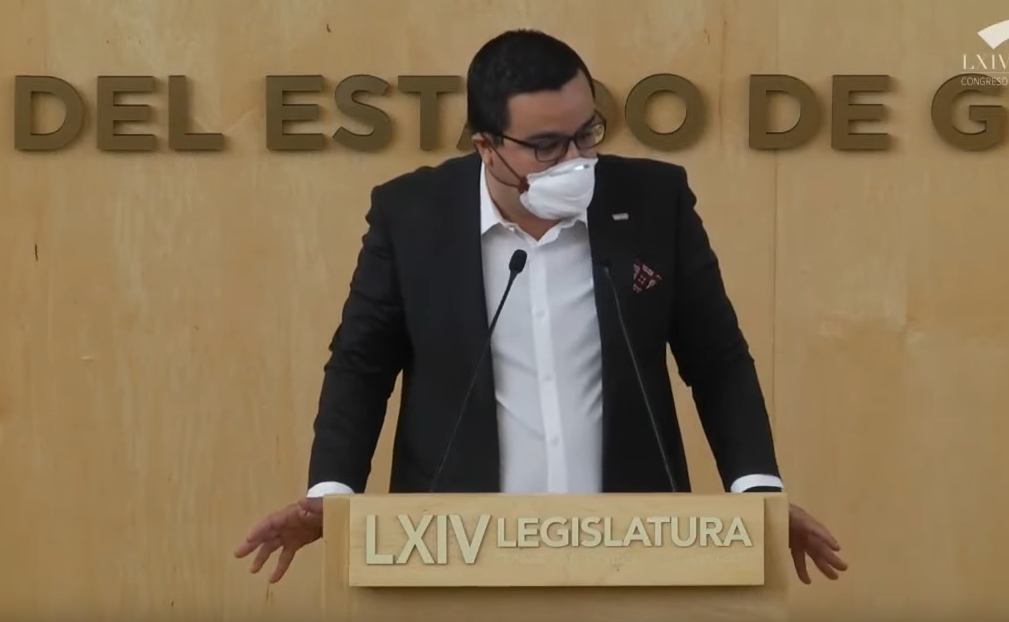 DEL ESTADO DE G
LXIV
CONGRESO
LXIV LEGISLATURA